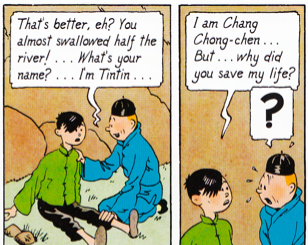 That's better, eh? You
almost swallowed half the
river! ... What's your
name? ... I'm Tintin ...
I am Chang
Chong-chen ...
But ... why did
you save my life?
?